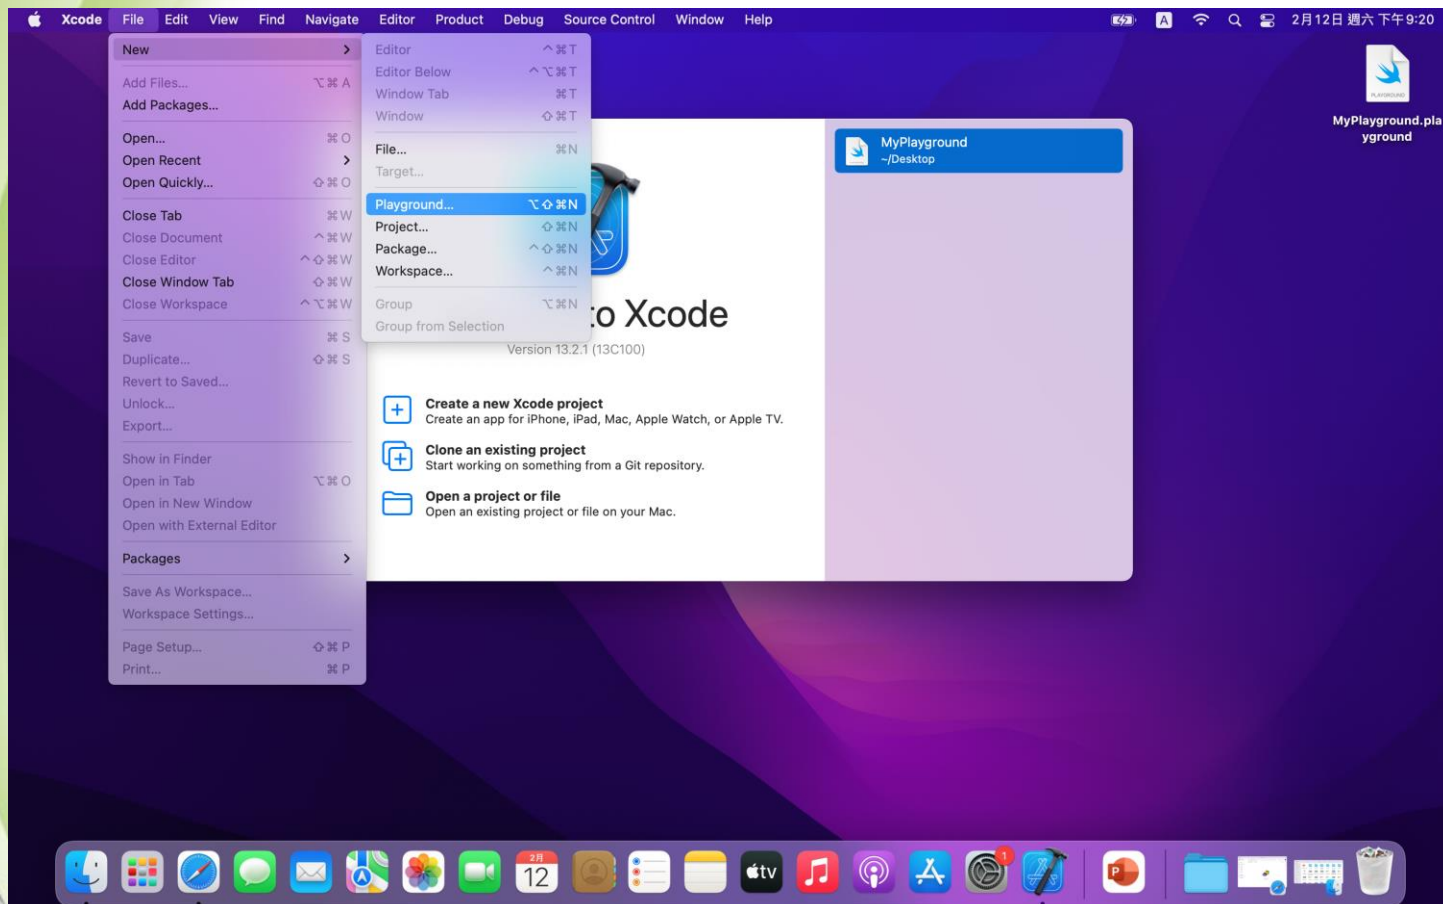 Xcode File Edit View Find Navigate Editor Product Debug Source Control Window Help A 2月12日 週六 下午9:20
New
Add Files... ⌥⌘A
Add Packages...
Open... ⌘O
Open Recent
Open Quickly... ⇧⌘O
Close Tab ⌘W
Close Document ^⌘W
Close Editor ^⇧⌘W
Close Window Tab ⇧⌘W
Close Workspace ^⌥⌘W
Save ⌘S
Duplicate... ⇧⌘S
Revert to Saved...
Unlock...
Export...
Show in Finder
Open in Tab ⌥⌘O
Open in New Window
Open with External Editor
Packages
Save As Workspace...
Workspace Settings...
Page Setup... ⇧⌘P
Print... ⌘P
Editor ^⌘T
Editor Below ^⌥⌘T
Window Tab ⌘T
Window ⇧⌘T
File... ⌘N
Target...
Playground... ⌥⇧⌘N
Project... ⇧⌘N
Package... ^⇧⌘N
Workspace... ^⌘N
Group ⌥⌘N
Group from Selection
to Xcode
Version 13.2.1 (13C100)
Create a new Xcode project
Create an app for iPhone, iPad, Mac, Apple Watch, or Apple TV.
Clone an existing project
Start working on something from a Git repository.
Open a project or file
Open an existing project or file on your Mac.
MyPlayground
~/Desktop
PLAYGROUND
MyPlayground.pla
yground
2月
12
tv
1
P